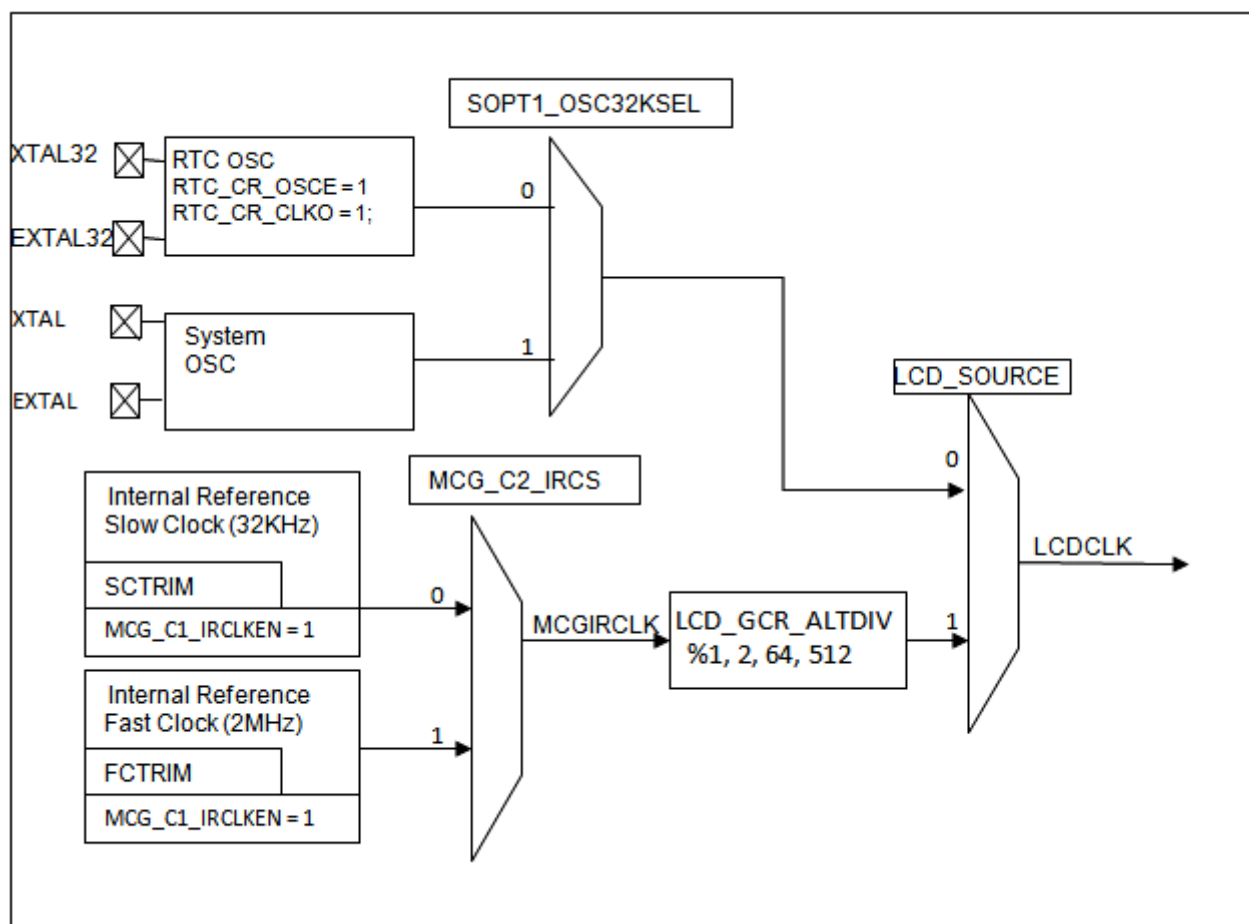 SOPT1_OSC32KSEL
XTAL32
EXTAL32
RTC OSC
RTC_CR_OSCE = 1
RTC_CR_CLKO = 1;
0
XTAL
EXTAL
System
OSC
1
LCD_SOURCE
0
1
LCDCLK
MCG_C2_IRCS
Internal Reference
Slow Clock (32KHz)
SCTRIM
MCG_C1_IRCLKEN = 1
0
Internal Reference
Fast Clock (2MHz)
FCTRIM
MCG_C1_IRCLKEN = 1
1
MCGIRCLK
LCD_GCR_ALTDIV
%1, 2, 64, 512